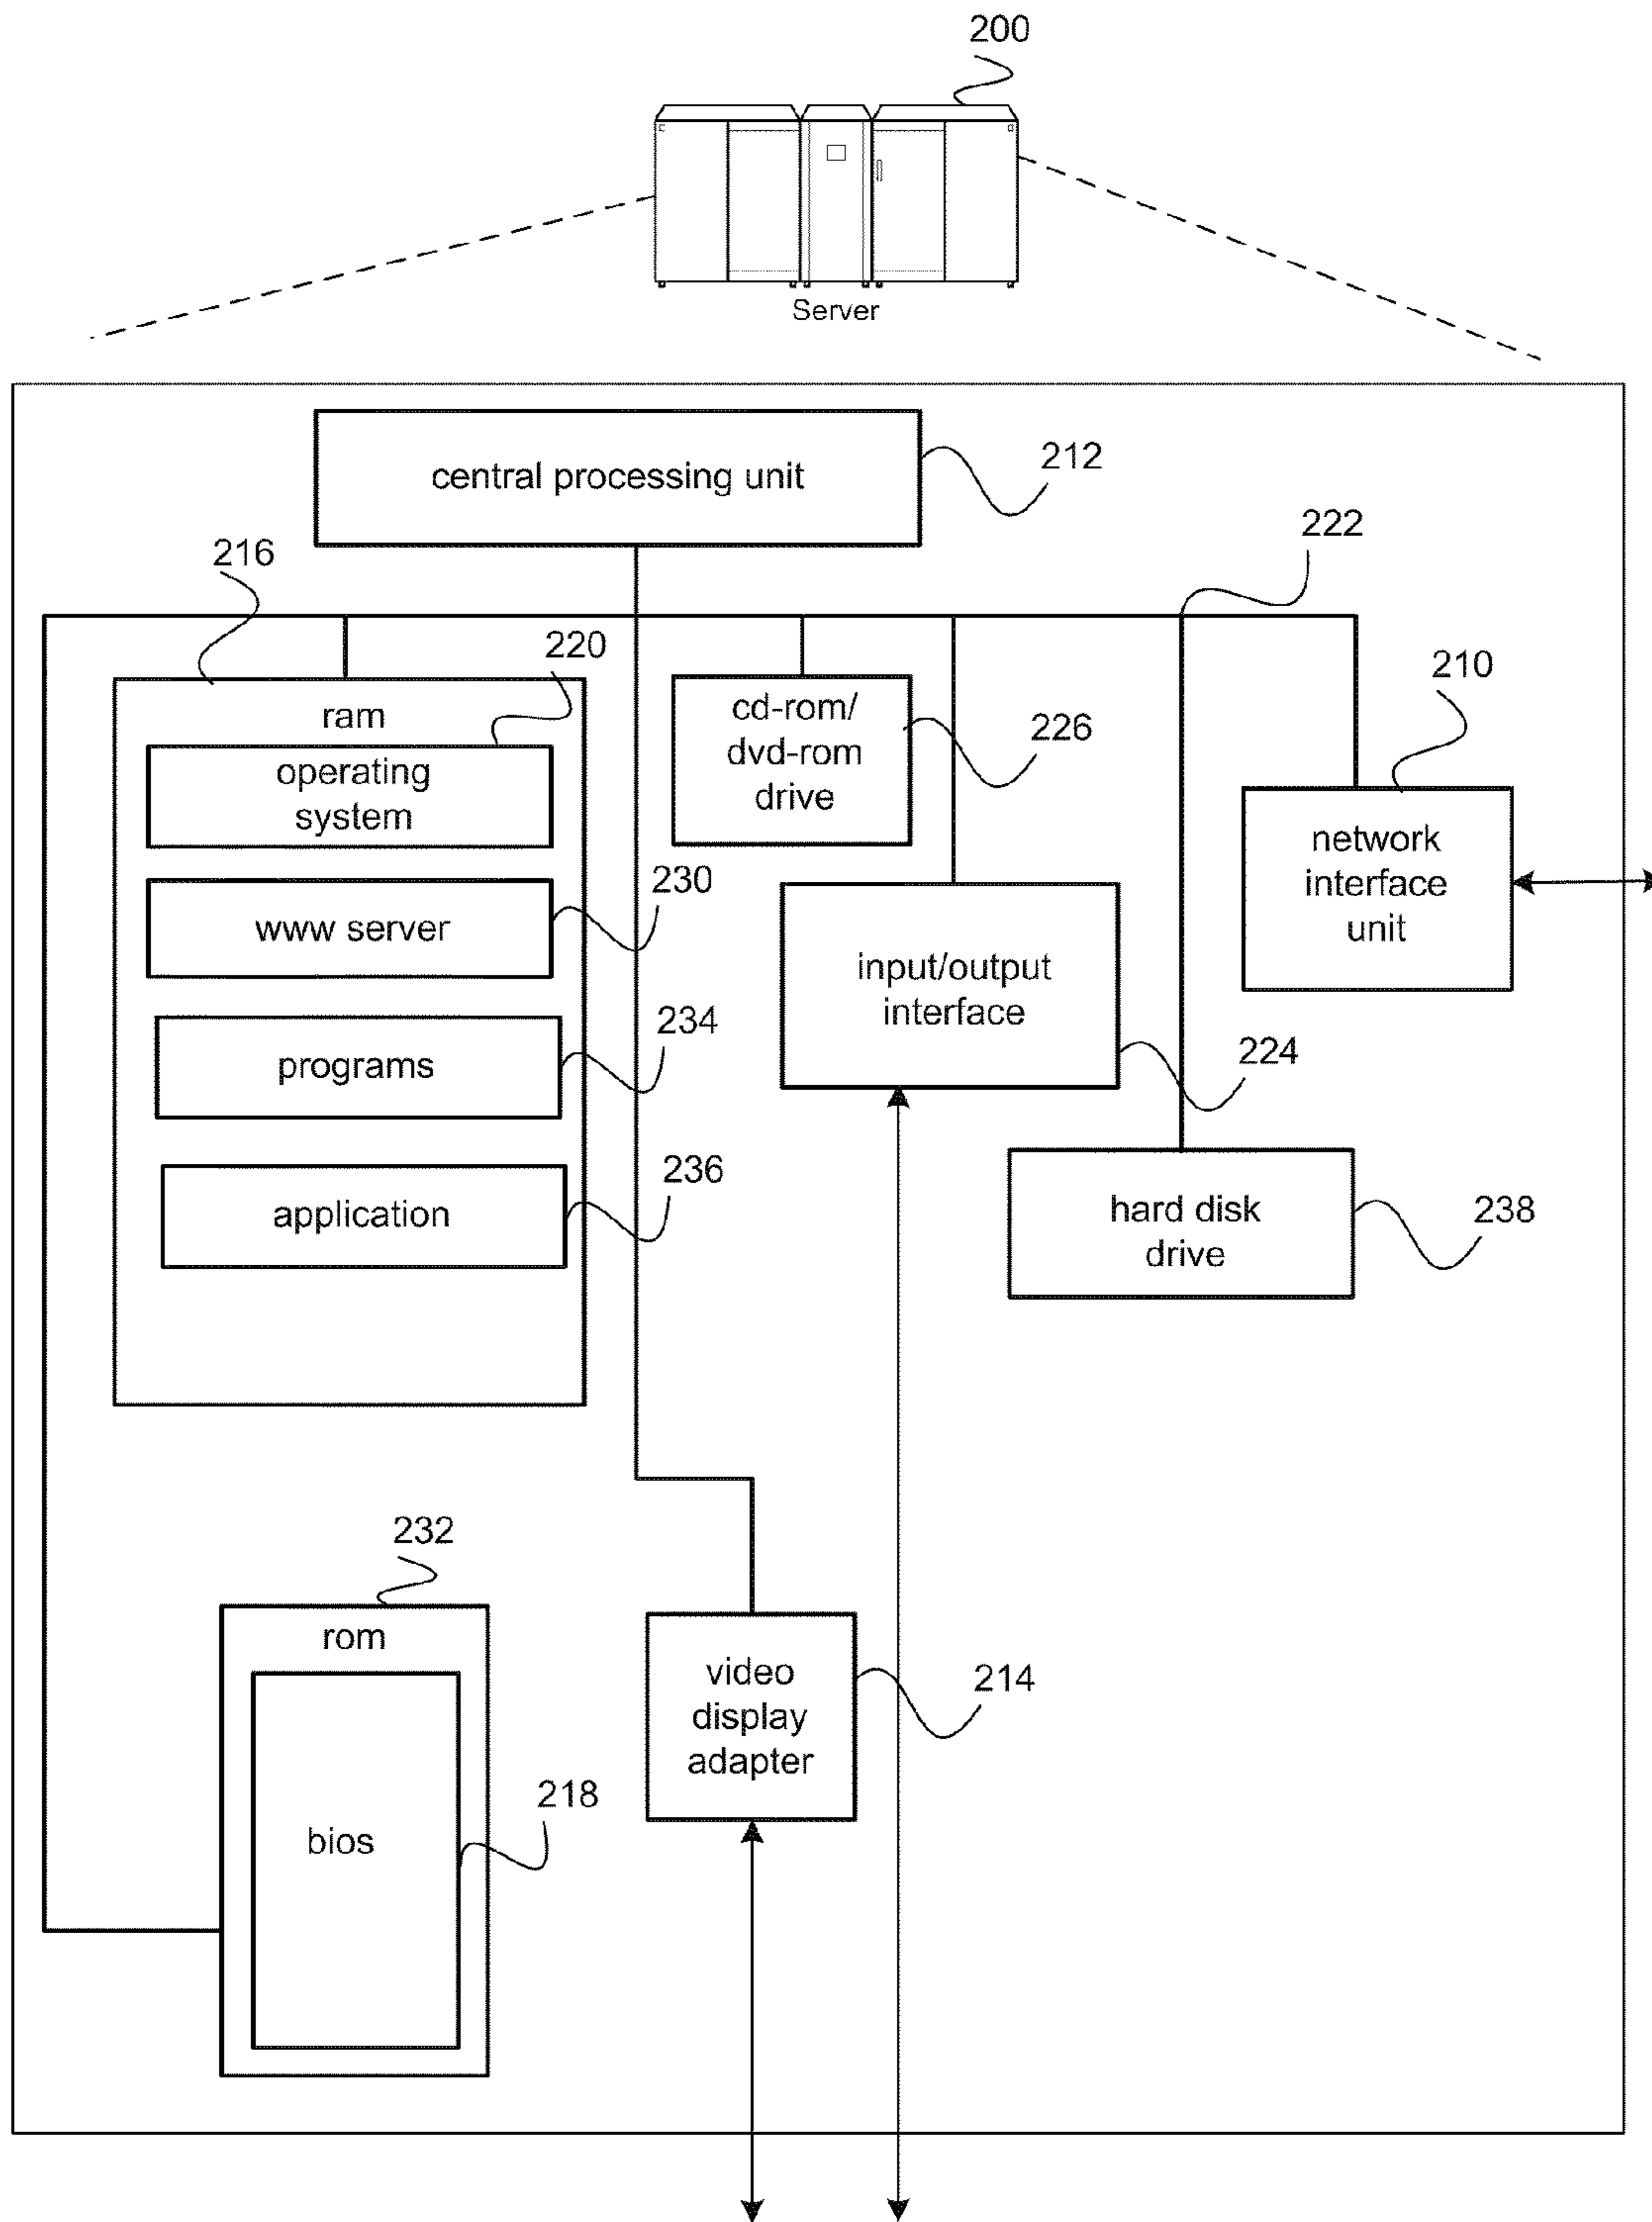 200
Server
central processing unit
212
222
216
220
210
ram
operating
system
cd-rom/
dvd-rom
drive
226
network
interface
unit
230
www server
input/output
interface
234
programs
224
236
application
hard disk
drive
238
232
rom
video
display
adapter
214
218
bios